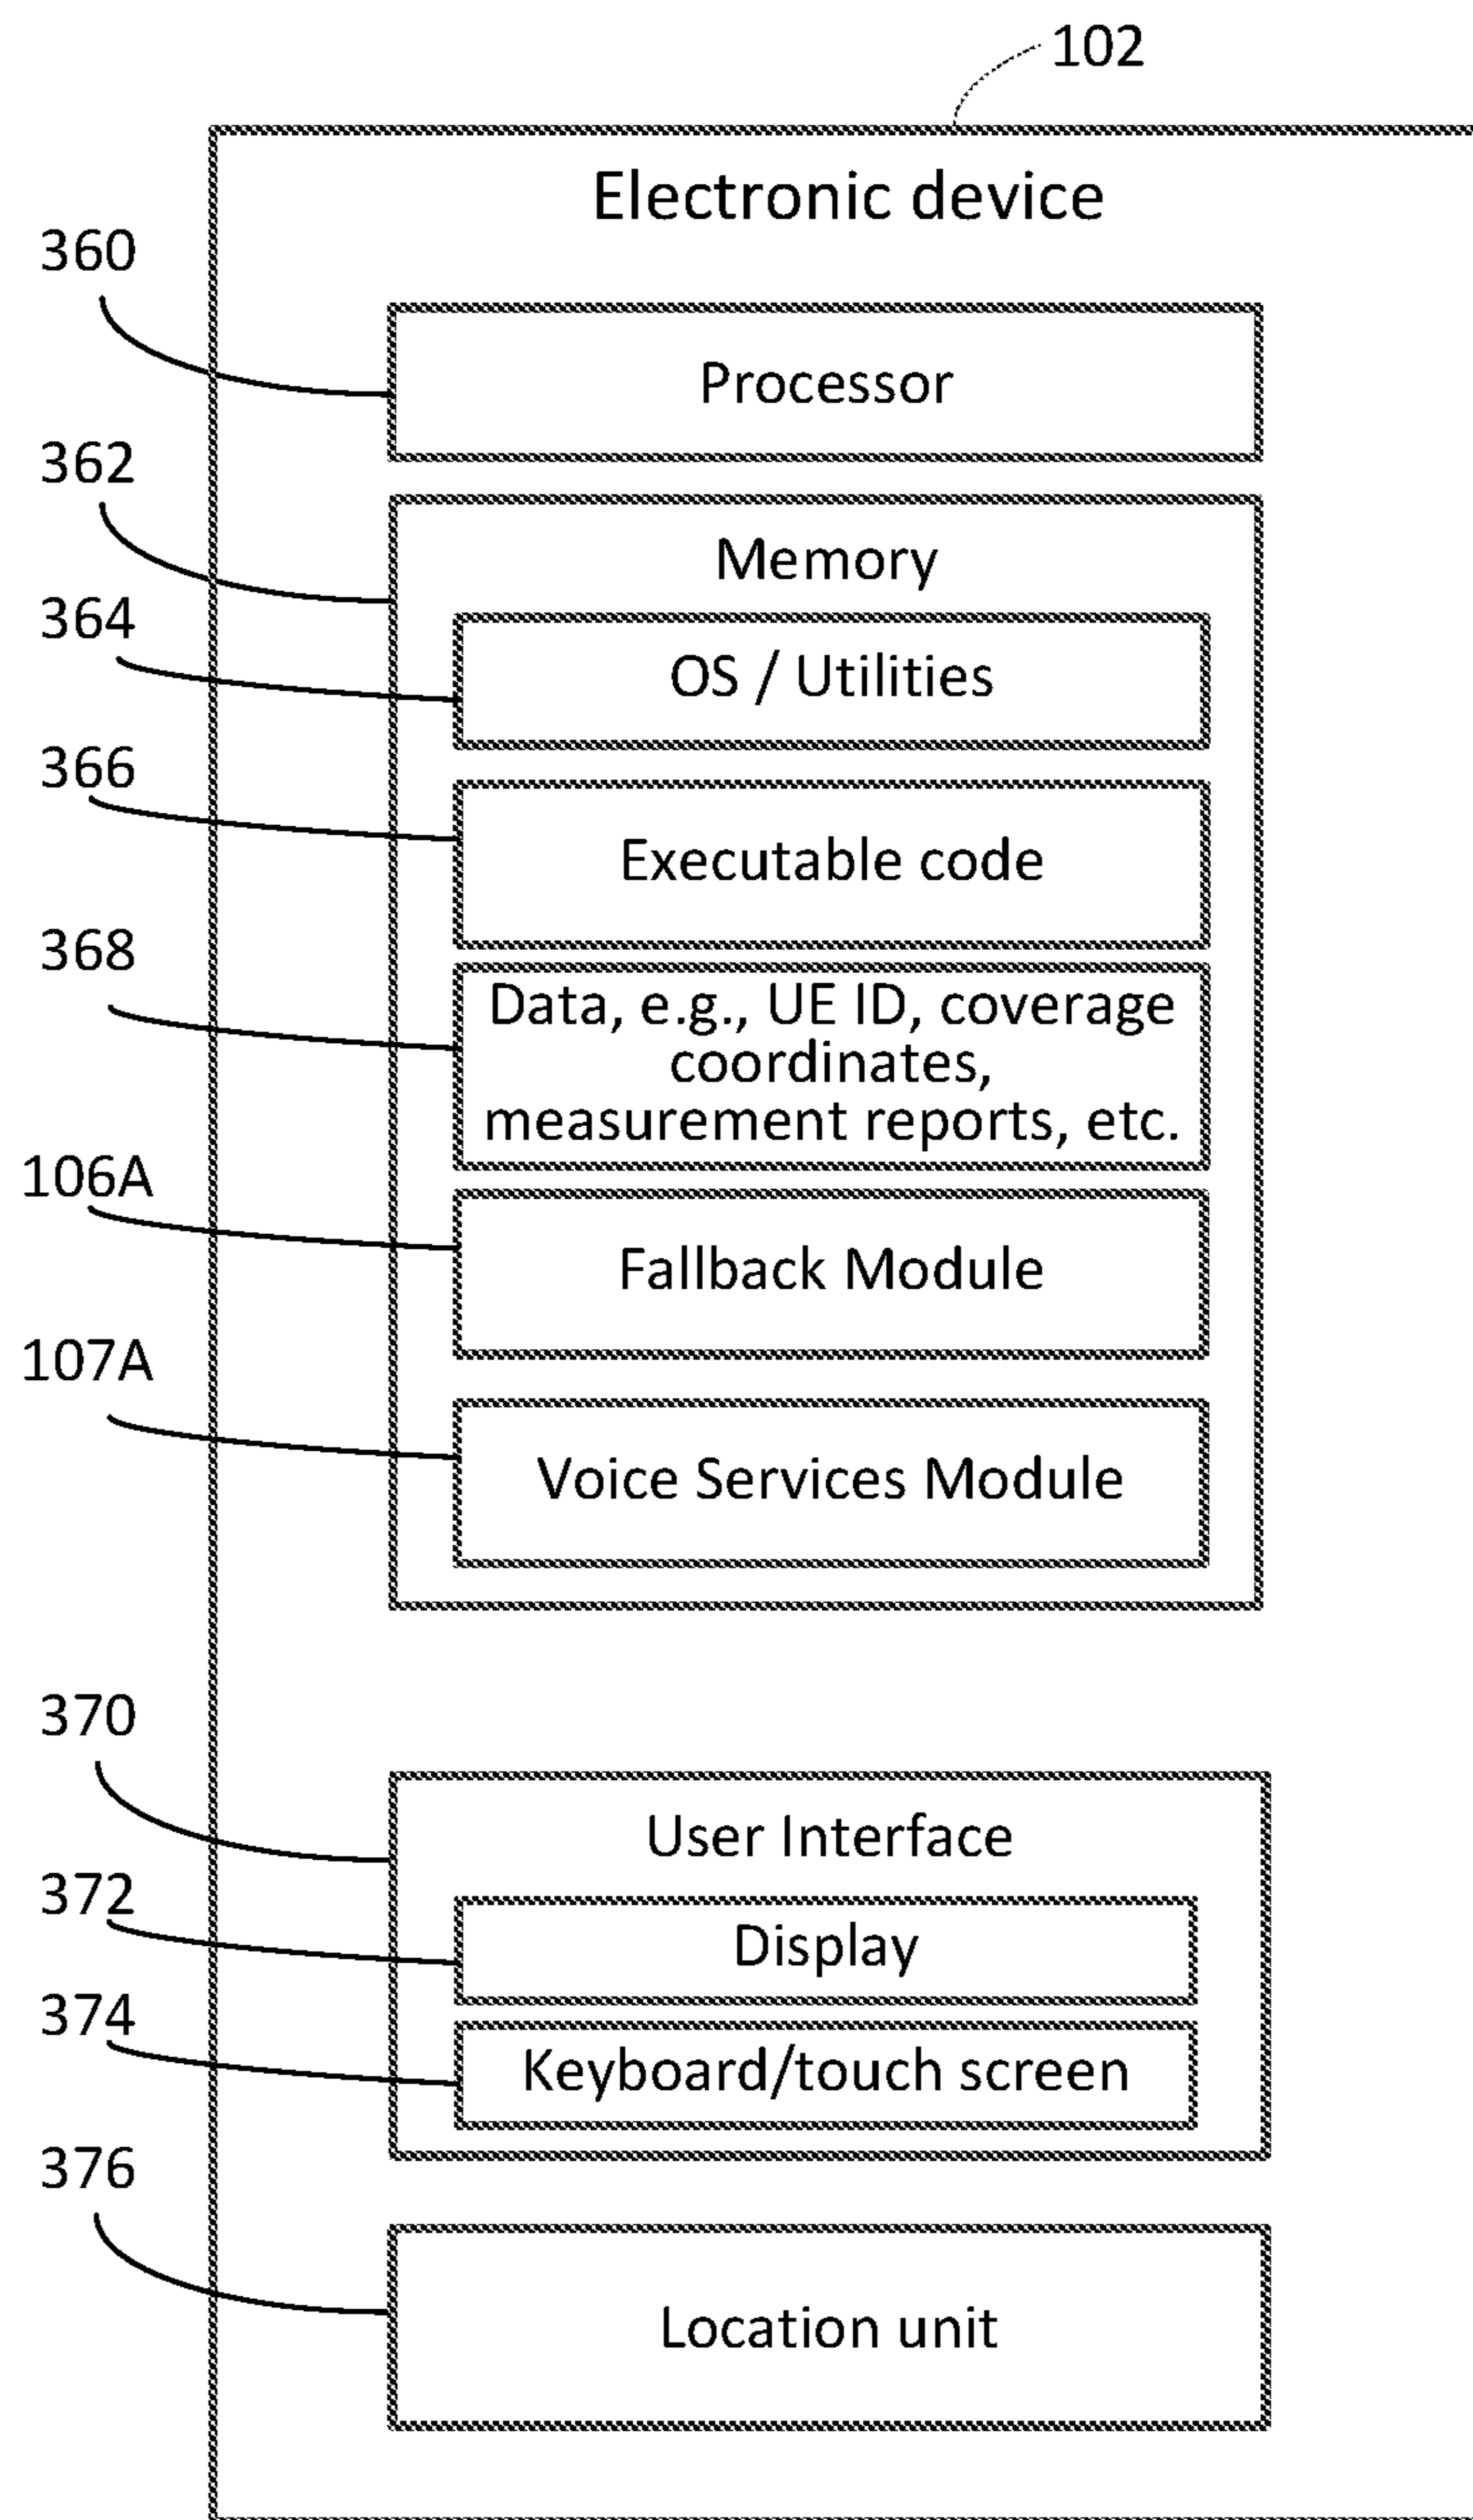 102
Electronic device
360
Processor
362
Memory
364
OS / Utilities
366
Executable code
368
Data, e.g., UE ID, coverage
coordinates,
measurement reports, etc.
106A
Fallback Module
107A
Voice Services Module
370
User Interface
372
Display
374
Keyboard/touch screen
376
Location unit